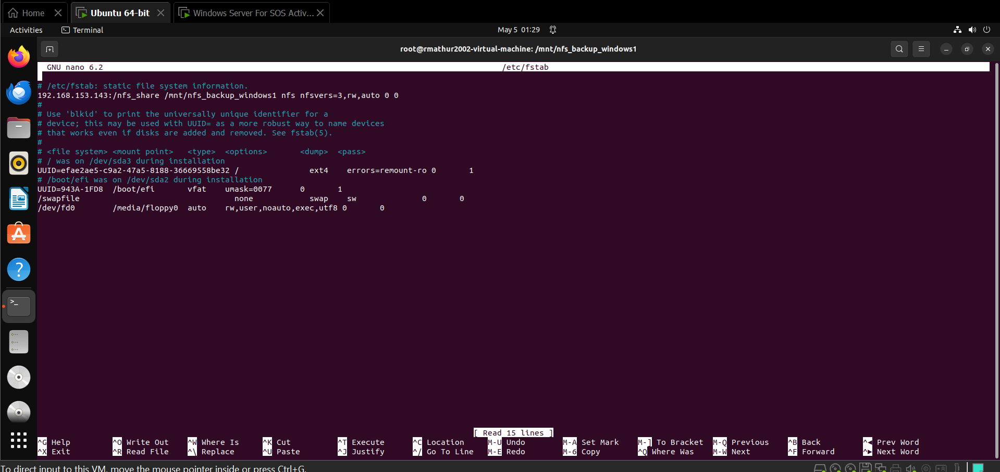 Home
Ubuntu 64-bit
Windows Server For SOS Activ...
Activities
Terminal
May 5 01:29
root@rmathur2002-virtual-machine: /mnt/nfs_backup_windows1
GNU nano 6.2 /etc/fstab
# /etc/fstab: static file system information.
192.168.153.143:/nfs_share /mnt/nfs_backup_windows1 nfs nfsvers=3,rw,auto 0 0
#
# Use 'blkid' to print the universally unique identifier for a
# device; this may be used with UUID= as a more robust way to name devices
# that works even if disks are added and removed. See fstab(5).
#
# <file system> <mount point>   <type>  <options>       <dump>  <pass>
# / was on /dev/sda3 during installation
UUID=efae2ae5-c9a2-47a5-8188-36669558be32 /               ext4    errors=remount-ro 0       1
# /boot/efi was on /dev/sda2 during installation
UUID=943A-1FD8  /boot/efi       vfat    umask=0077      0       1
/swapfile                                 none            swap    sw              0       0
/dev/fd0        /media/floppy0  auto    rw,user,noauto,exec,utf8 0       0
[ Read 15 lines ]
^G Help ^O Write Out ^W Where Is ^K Cut ^T Execute ^C Location M-U Undo M-A Set Mark M-] To Bracket M-Q Previous ^B Back ^◄ Prev Word
^X Exit ^R Read File ^\ Replace ^U Paste ^J Justify ^/ Go To Line M-E Redo M-6 Copy ^Q Where Was M-W Next ^F Forward ^► Next Word
To direct input to this VM, move the mouse pointer inside or press Ctrl+G.